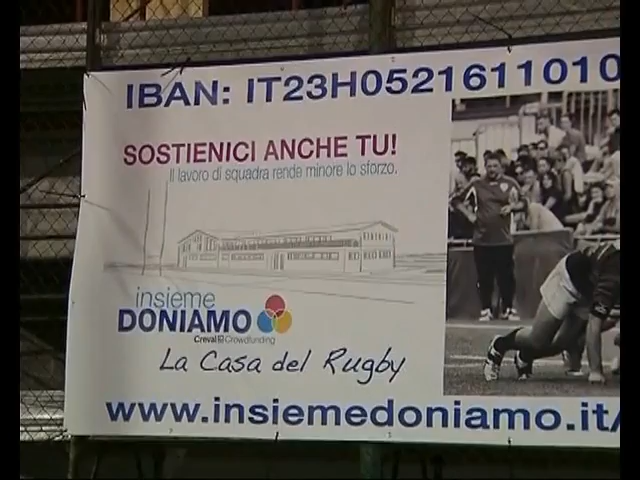 IBAN: IT23H0521611010
SOSTIENICI ANCHE TU!
Il lavoro di squadra rende minore lo sforzo.
insieme
DONIAMO
Creval Crowdfunding
La Casa del Rugby
www.insiemedoniamo.it/